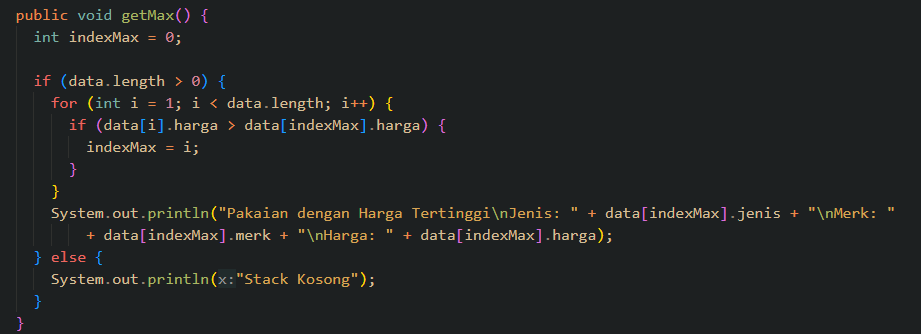 public void getMax() {
int indexMax = 0;
if (data.length > 0) {
for (int i = 1; i < data.length; i++) {
if (data[i].harga > data[indexMax].harga) {
indexMax = i;
}
}
System.out.println("Pakaian dengan Harga Tertinggi\nJenis: " + data[indexMax].jenis + "\nMerk: "
+ data[indexMax].merk + "\nHarga: " + data[indexMax].harga);
} else {
System.out.println(x:"Stack Kosong");
}
}